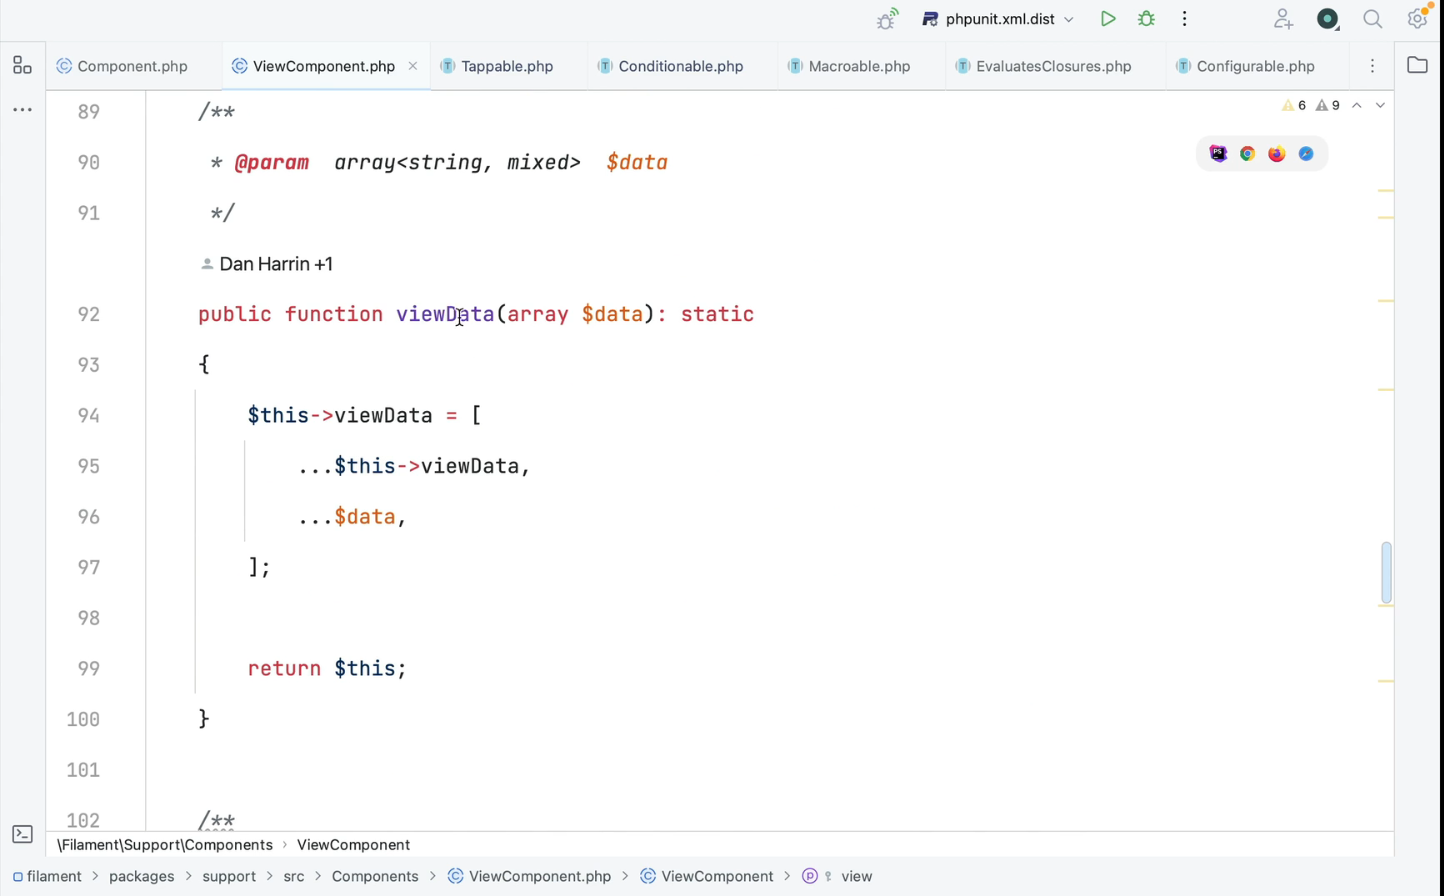 phpunit.xml.dist
Component.php ViewComponent.php Tappable.php Conditionable.php Macroable.php EvaluatesClosures.php Configurable.php
6 9
89 /**
90 * @param array<string, mixed> $data
91 */
Dan Harrin +1
92 public function viewData(array $data): static
93 {
94 $this->viewData = [
95 ...$this->viewData,
96 ...$data,
97 ];
98
99 return $this;
100 }
101
102 /**
\Filament\Support\Components › ViewComponent
filament > packages > support > src > Components > ViewComponent.php > ViewComponent > view